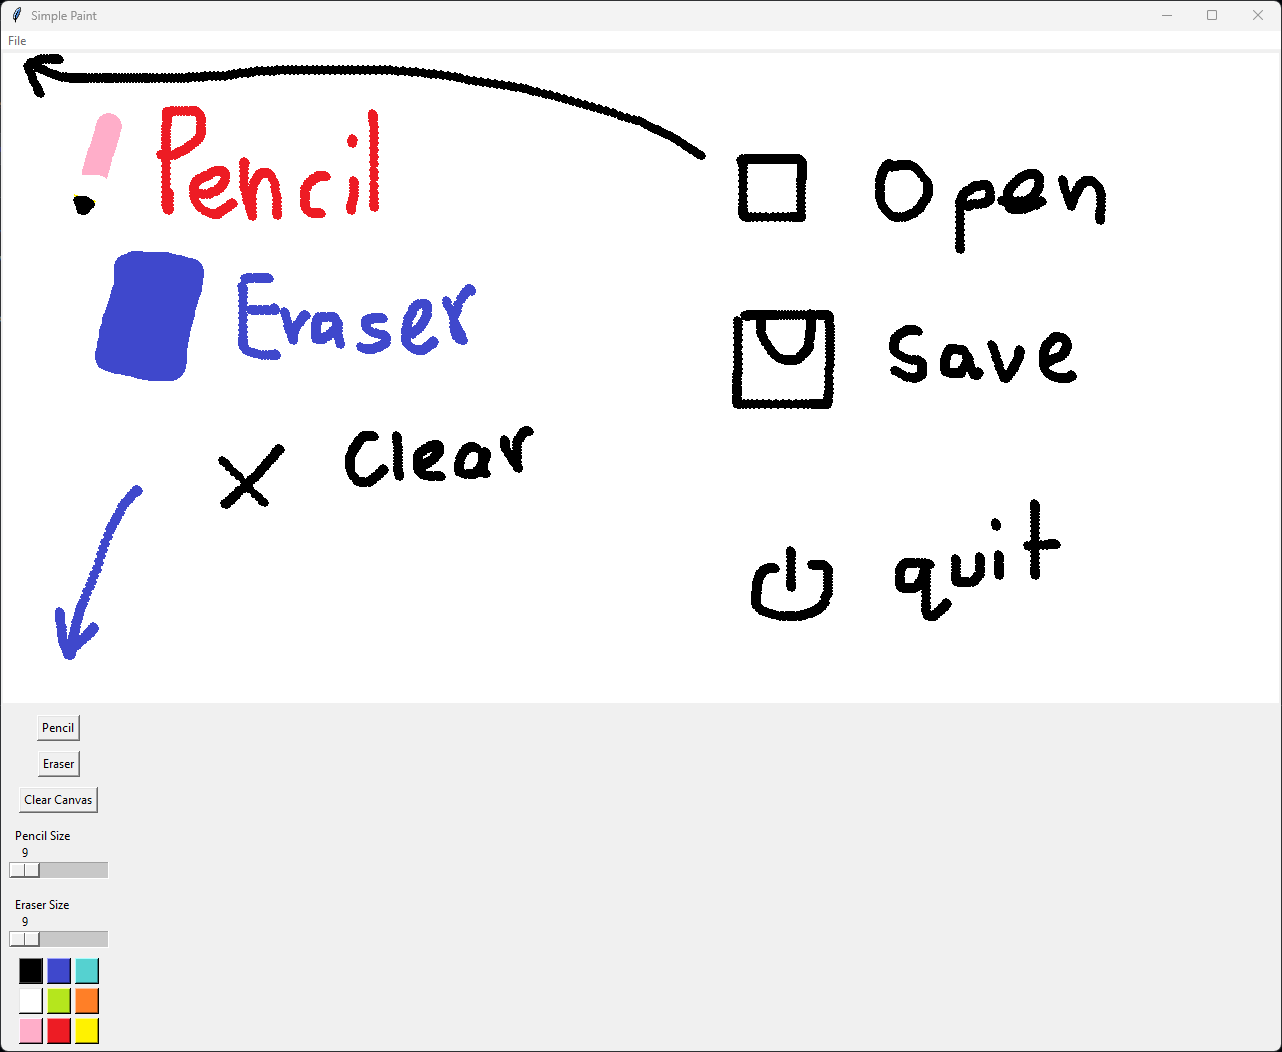 Simple Paint
File
Pencil
Open
Eraser
Save
Clear
quit
Pencil
Eraser
Clear Canvas
Pencil Size
9
Eraser Size
9